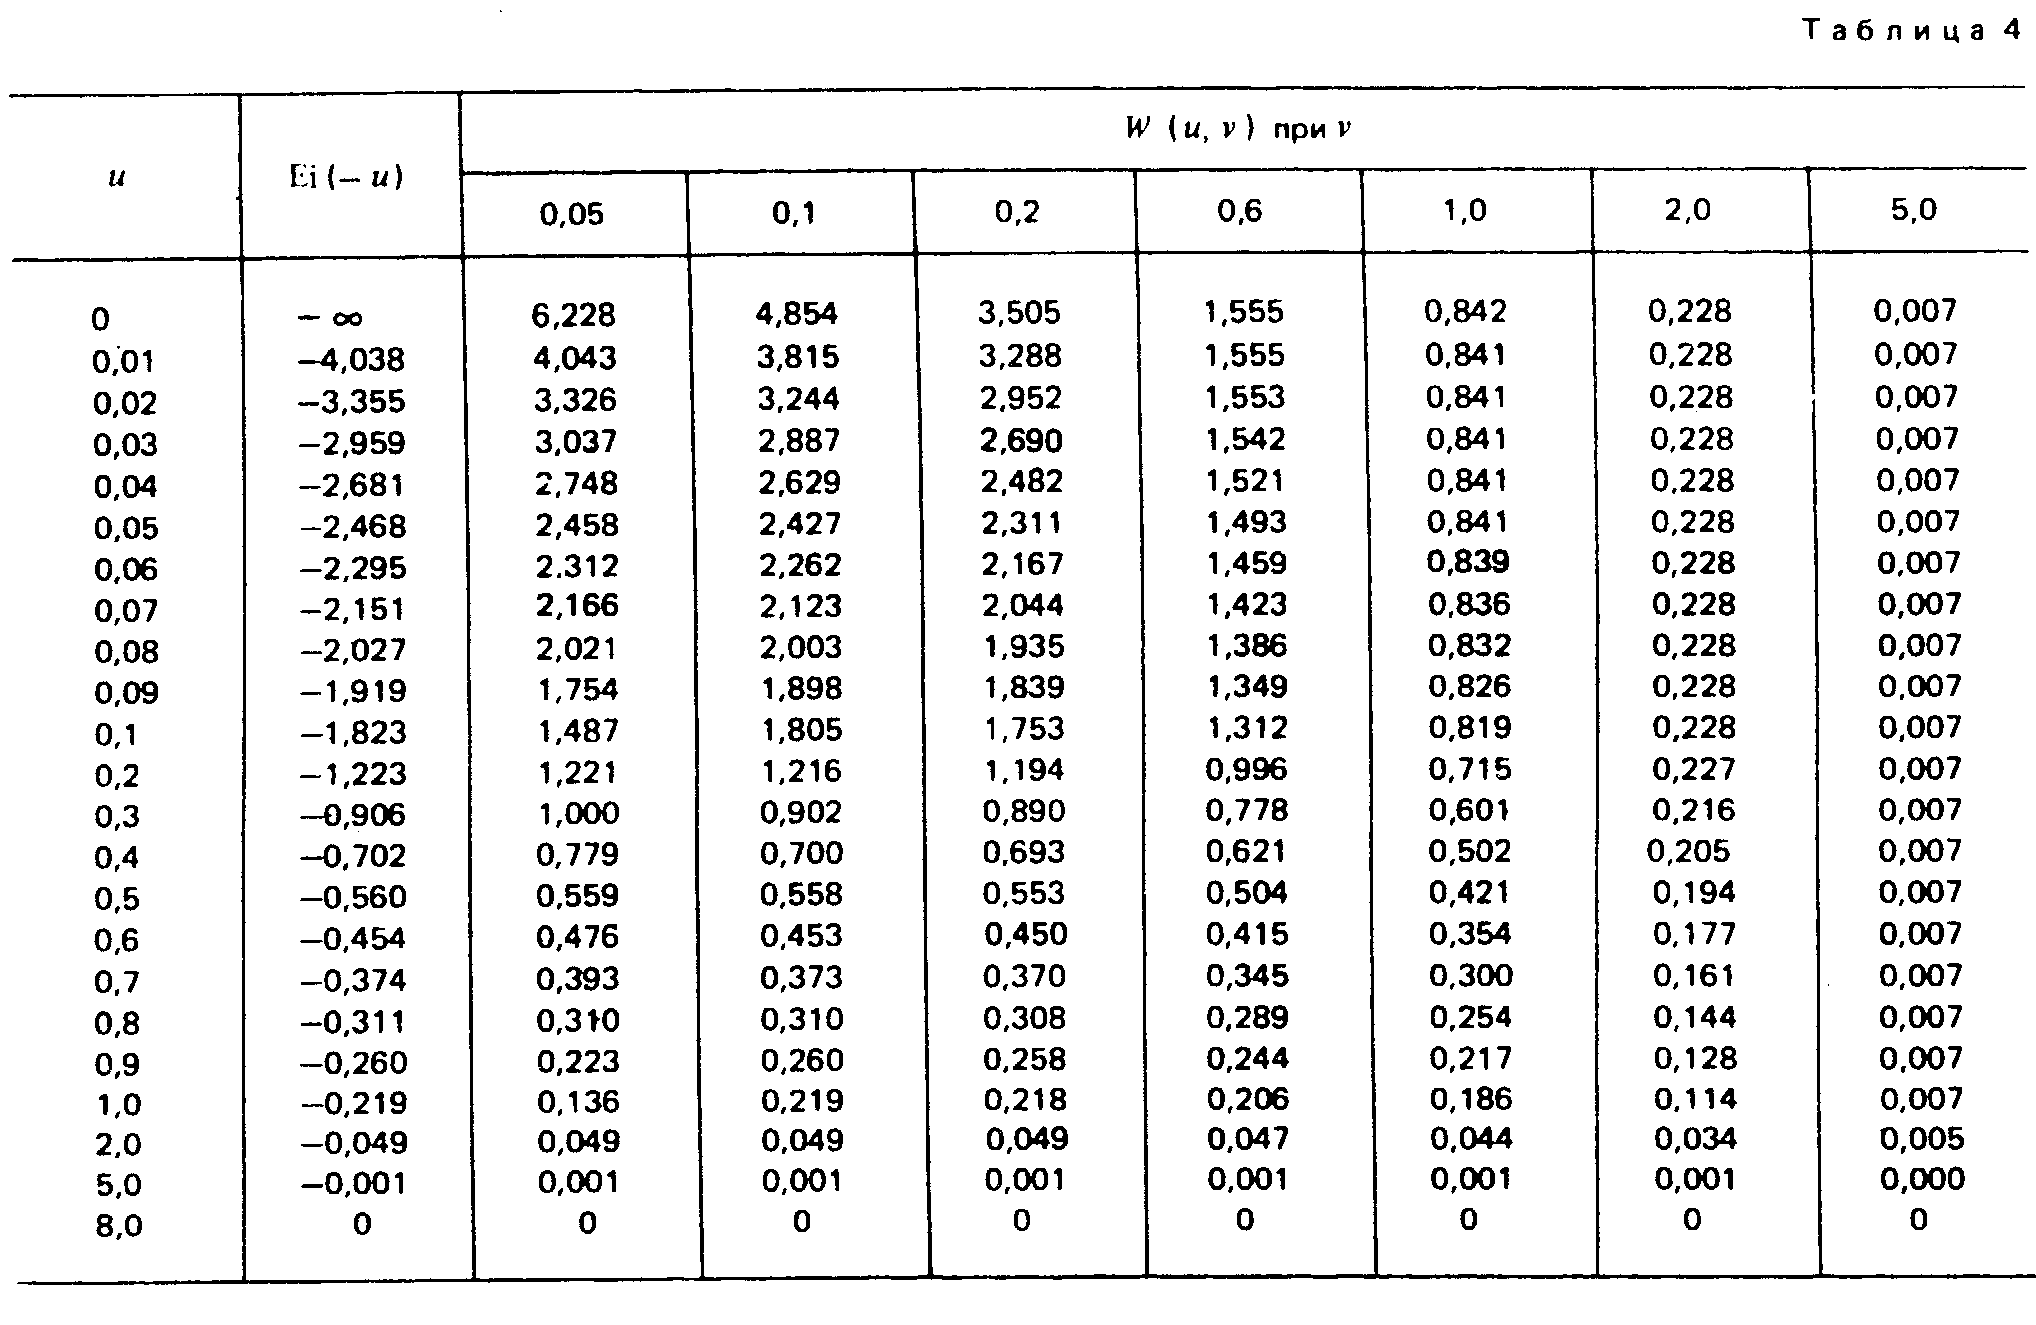 Таблица 4
W (u, ν) при ν
u Ei (– u)
0,05 0,1 0,2 0,6 1,0 2,0 5,0
0 – ∞ 6,228 4,854 3,505 1,555 0,842 0,228 0,007
0,01 –4,038 4,043 3,815 3,288 1,555 0,841 0,228 0,007
0,02 –3,355 3,326 3,244 2,952 1,553 0,841 0,228 0,007
0,03 –2,959 3,037 2,887 2,690 1,542 0,841 0,228 0,007
0,04 –2,681 2,748 2,629 2,482 1,521 0,841 0,228 0,007
0,05 –2,468 2,458 2,427 2,311 1,493 0,841 0,228 0,007
0,06 –2,295 2.312 2,262 2,167 1,459 0,839 0,228 0,007
0,07 –2,151 2,166 2,123 2,044 1,423 0,836 0,228 0,007
0,08 –2,027 2,021 2,003 1,935 1,386 0,832 0,228 0,007
0,09 –1,919 1,754 1,898 1,839 1,349 0,826 0,228 0,007
0,1 –1,823 1,487 1,805 1,753 1,312 0,819 0,228 0,007
0,2 –1,223 1,221 1,216 1,194 0,996 0,715 0,227 0,007
0,3 –0,906 1,000 0,902 0,890 0,778 0,601 0,216 0,007
0,4 –0,702 0,779 0,700 0,693 0,621 0,502 0,205 0,007
0,5 –0,560 0,559 0,558 0,553 0,504 0,421 0,194 0,007
0,6 –0,454 0,476 0,453 0,450 0,415 0,354 0,177 0,007
0,7 –0,374 0,393 0,373 0,370 0,345 0,300 0,161 0,007
0,8 –0,311 0,310 0,310 0,308 0,289 0,254 0,144 0,007
0,9 –0,260 0,223 0,260 0,258 0,244 0,217 0,128 0,007
1,0 –0,219 0,136 0,219 0,218 0,206 0,186 0,114 0,007
2,0 –0,049 0,049 0,049 0,049 0,047 0,044 0,034 0,005
5,0 –0,001 0,001 0,001 0,001 0,001 0,001 0,001 0,000
8,0 0 0 0 0 0 0 0 0